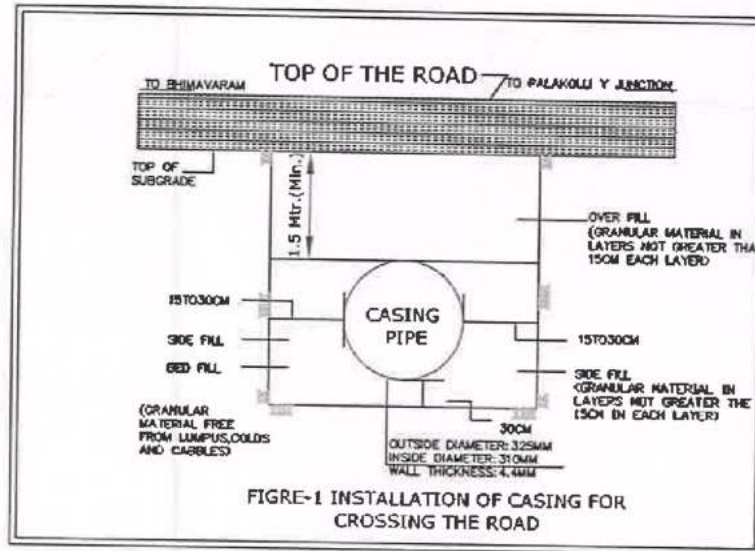 TOP OF THE ROAD
TO BHIMAVARAM
TO PALAKOLLU Y JUNCTION
TOP OF
SUBGRADE
1.5 Mtr.(Min.)
OVER FILL
(GRANULAR MATERIAL IN
LAYERS NOT GREATER THA
15CM EACH LAYER)
15TO30CM
CASING
PIPE
15TO30CM
SIDE FILL
BED FILL
SIDE FILL
<GRANULAR MATERIAL IN
LAYERS NOT GREATER THE
15CM IN EACH LAYER)
(GRANULAR
MATERIAL FREE
FROM LUMPUS,COLDS
AND CABBLES)
30CM
OUTSIDE DIAMETER:325MM
INSIDE DIAMETER:310MM
WALL THICKNESS:4.4MM
FIGRE-1 INSTALLATION OF CASING FOR
CROSSING THE ROAD